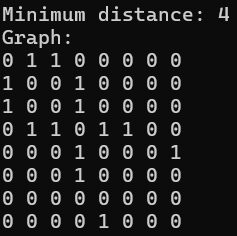 Minimum distance: 4
Graph:
0 1 1 0 0 0 0 0
1 0 0 1 0 0 0 0
1 0 0 1 0 0 0 0
0 1 1 0 1 1 0 0
0 0 0 1 0 0 0 1
0 0 0 1 0 0 0 0
0 0 0 0 0 0 0 0
0 0 0 0 1 0 0 0